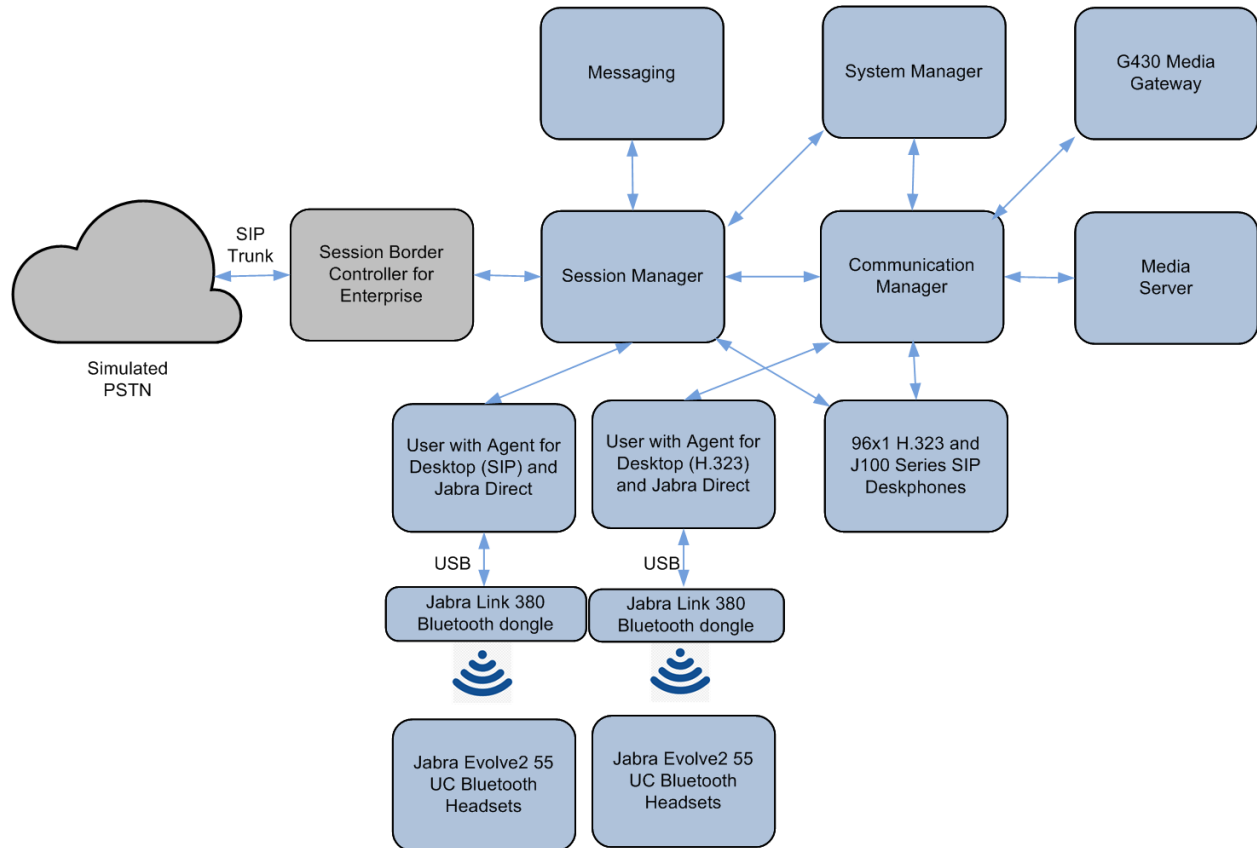 Messaging
System Manager
G430 Media
Gateway
SIP
Trunk
Session Border
Controller for
Enterprise
Session Manager
Communication
Manager
Media
Server
Simulated
PSTN
User with Agent for
Desktop (SIP) and
Jabra Direct
User with Agent for
Desktop (H.323)
and Jabra Direct
96x1 H.323 and
J100 Series SIP
Deskphones
USB
USB
Jabra Link 380
Bluetooth dongle
Jabra Link 380
Bluetooth dongle
Jabra Evolve2 55
UC Bluetooth
Headsets
Jabra Evolve2 55
UC Bluetooth
Headsets